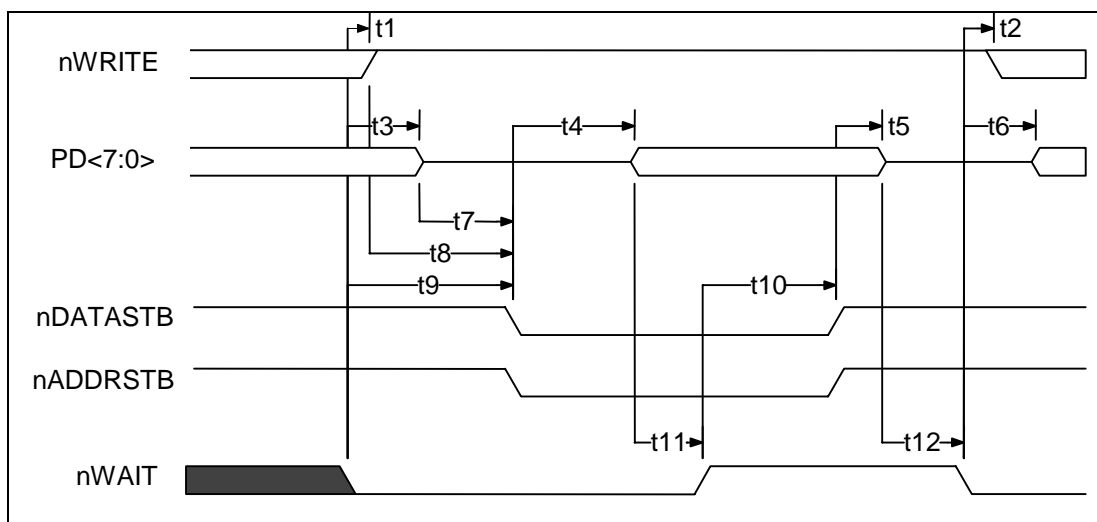 t1
t2
nWRITE
t3
t4
t5
t6
PD<7:0>
t7
t8
t9
t10
nDATASTB
nADDRSTB
t11
t12
nWAIT